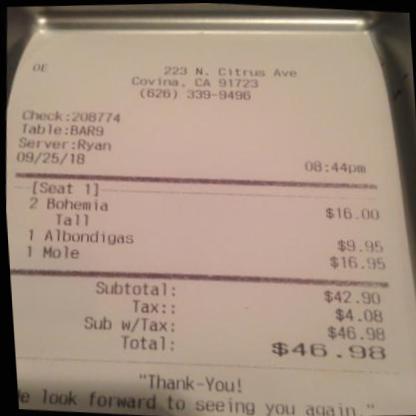 OE
223 N. Citrus Ave
Covina, CA 91723
(626) 339-9496
Check:208774
Table:BAR9
Server:Ryan
09/25/18 08:44pm
[Seat 1]
2 Bohemia $16.00
Tall
1 Albondigas $9.95
1 Mole $16.95
Subtotal: $42.90
Tax:: $4.08
Sub w/Tax: $46.98
Total: $46.98
"Thank-You!
e look forward to seeing you again."